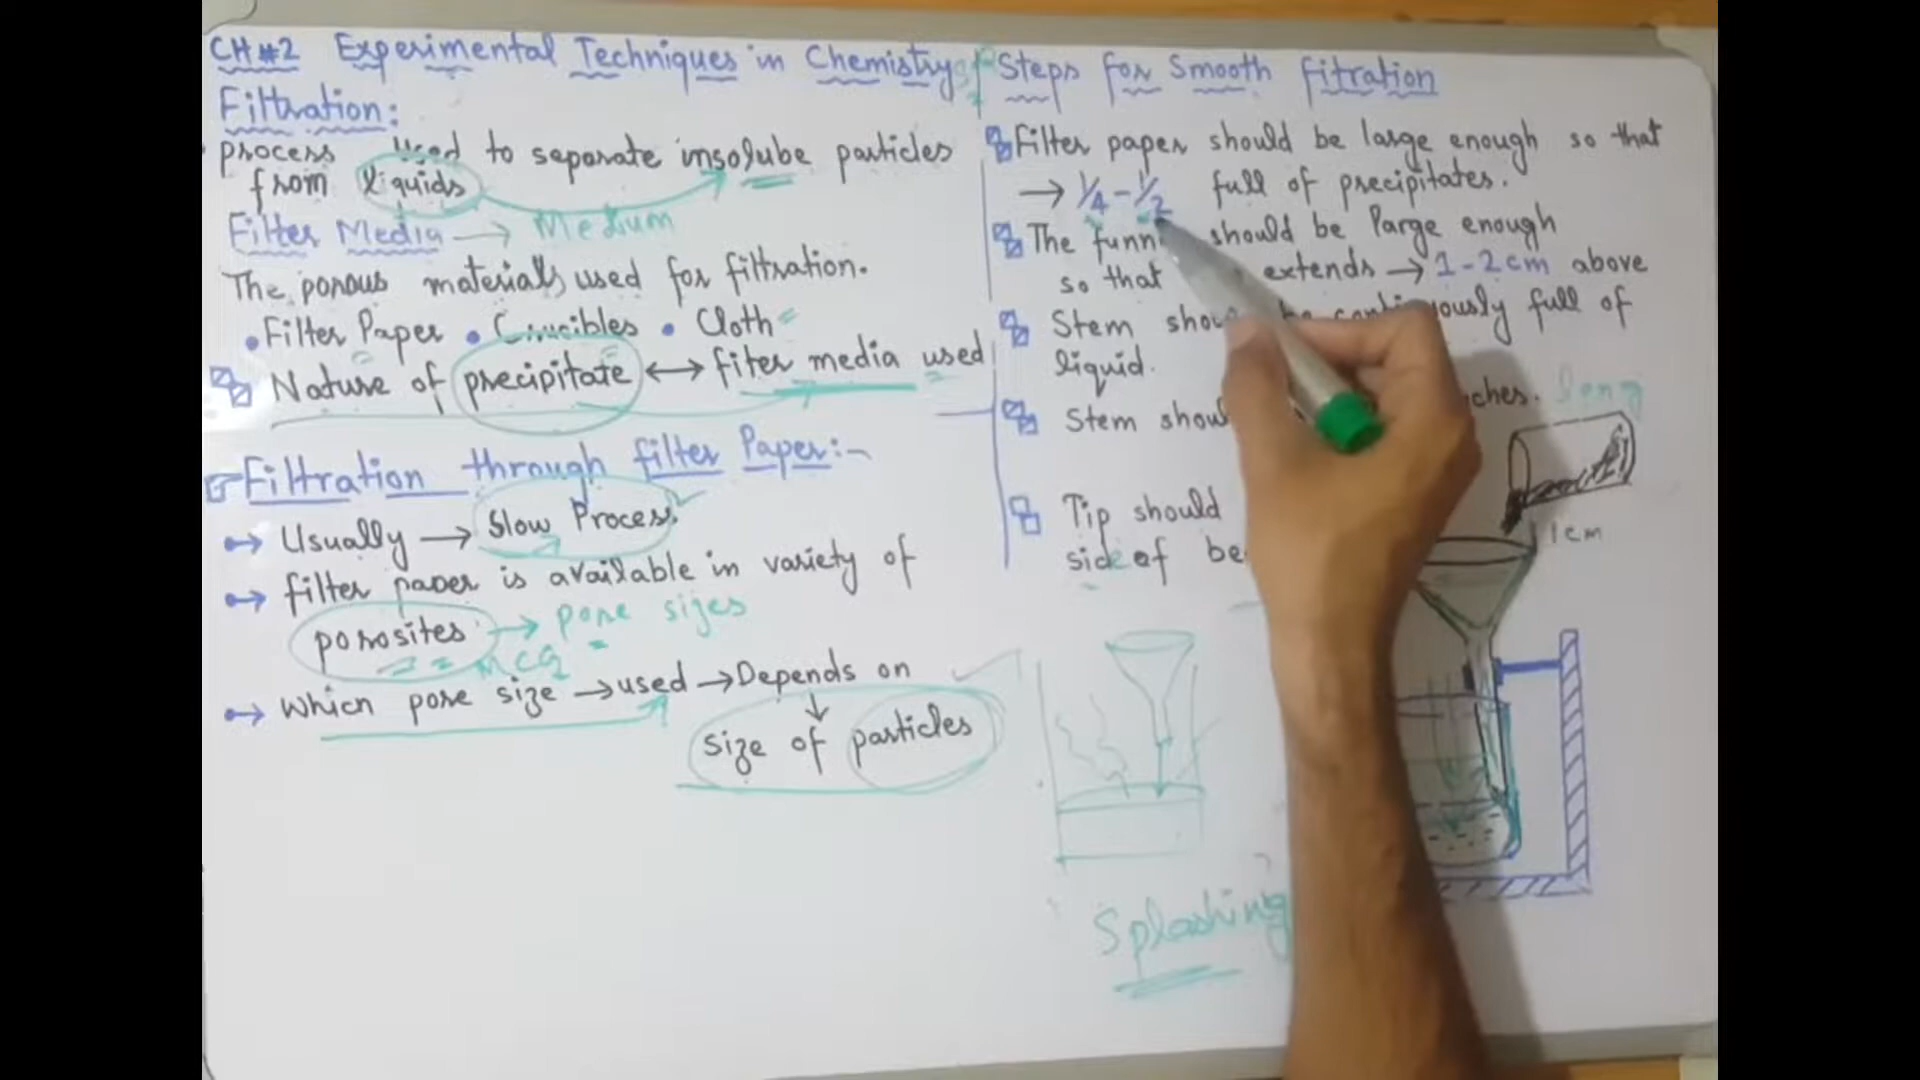 CH #2 Experimental Techniques in Chemistry
Filtration:
process used to separate insolube particles
from liquids
Filter Media → Medium
The porous materials used for filtration.
• Filter Paper • Crucibles • Cloth
Nature of precipitate ↔ fiter media used
Filtration through filter Paper:-
Usually → Slow Process
filter paper is available in variety of
porosites → pore sizes
MCQ
Which pore size → used → Depends on
↓
size of particles
Steps for Smooth fitration
Filter paper should be large enough so that
→ 1/4 - 1/2 full of precipitates.
The funn should be large enough
so that extends → 1-2cm above
Stem shou be continuously full of
liquid.
Stem shou ches. long
Tip should
side of be
1cm
Splashing